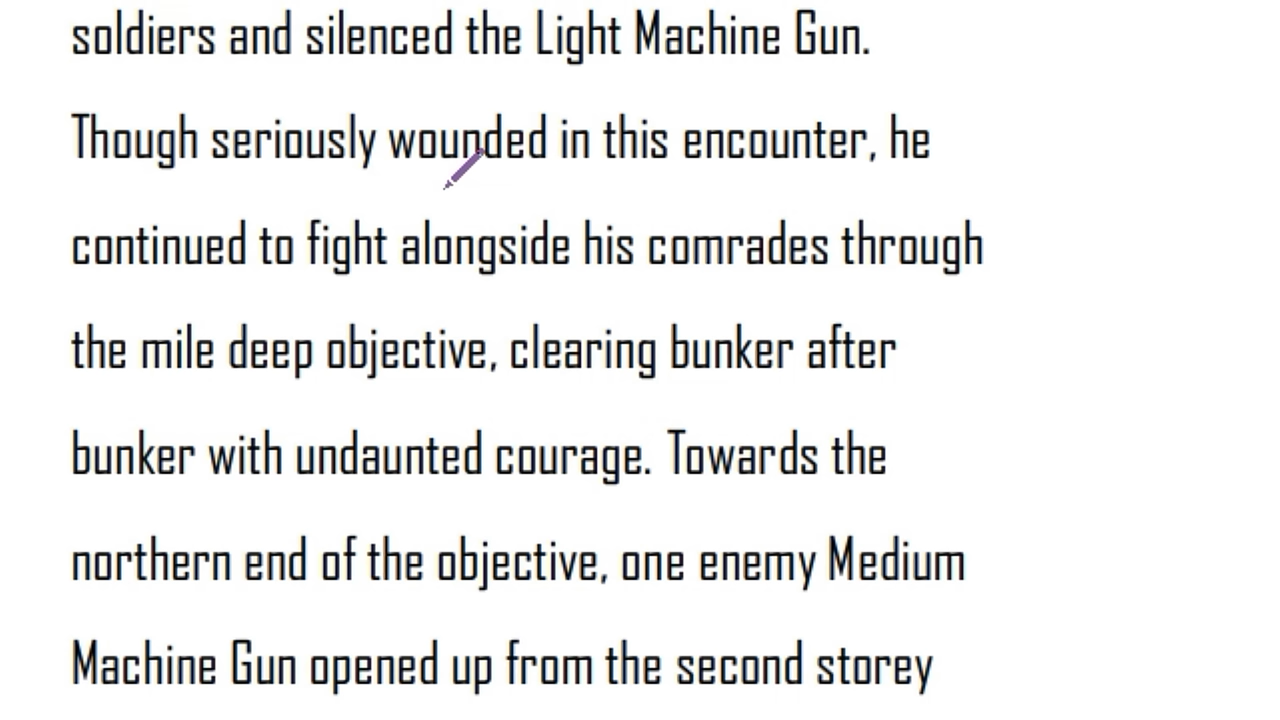 soldiers and silenced the Light Machine Gun.
Though seriously wounded in this encounter, he
continued to fight alongside his comrades through
the mile deep objective, clearing bunker after
bunker with undaunted courage. Towards the
northern end of the objective, one enemy Medium
Machine Gun opened up from the second storey